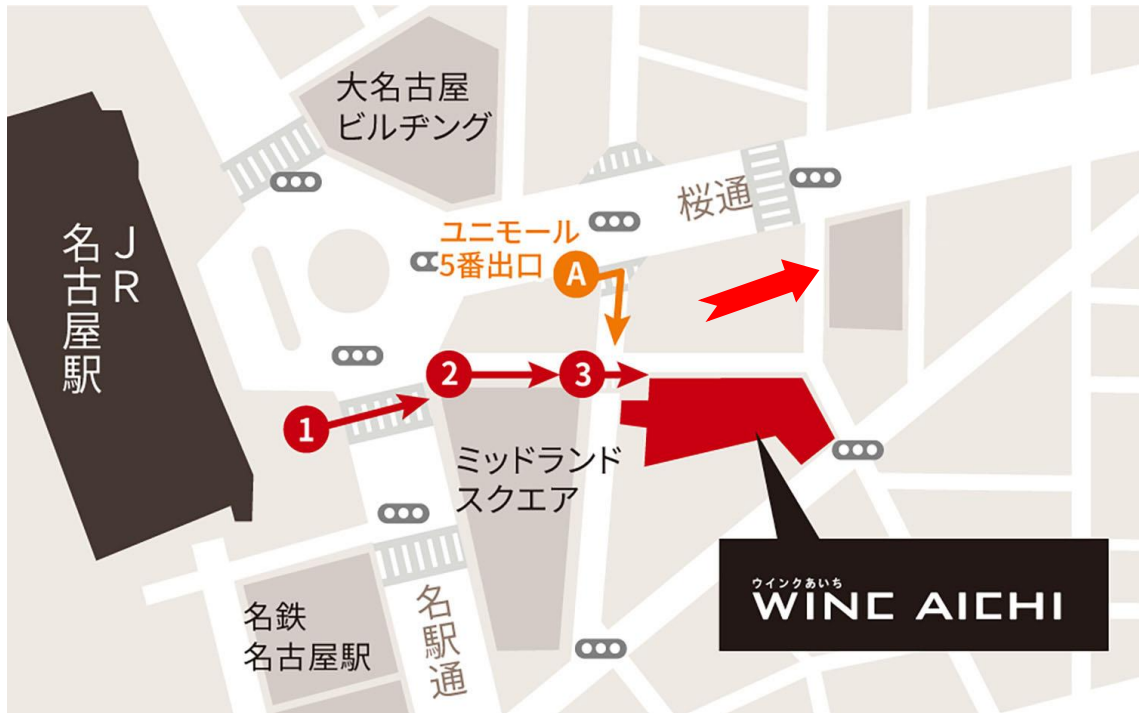 大名古屋
ビルヂング
桜通
ユニモール
5番出口
A
JR
名古屋駅
1
2
3
ミッドランド
スクエア
ウインクあいち
WINC AICHI
名鉄
名古屋駅
名駅通